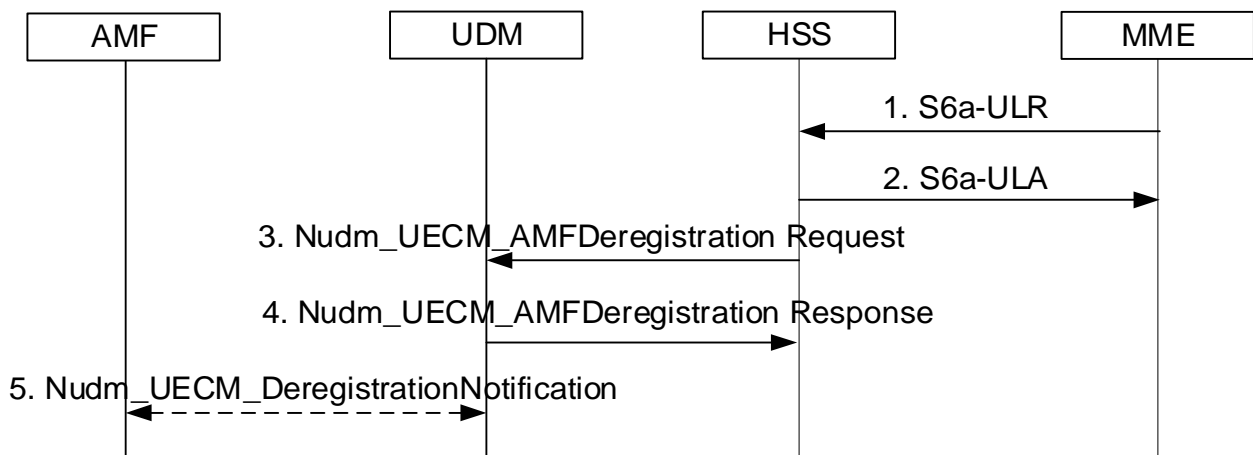 AMF
UDM
HSS
MME
1. S6a-ULR
2. S6a-ULA
3. Nudm_UECM_AMFDeregistration Request
4. Nudm_UECM_AMFDeregistration Response
5. Nudm_UECM_DeregistrationNotification